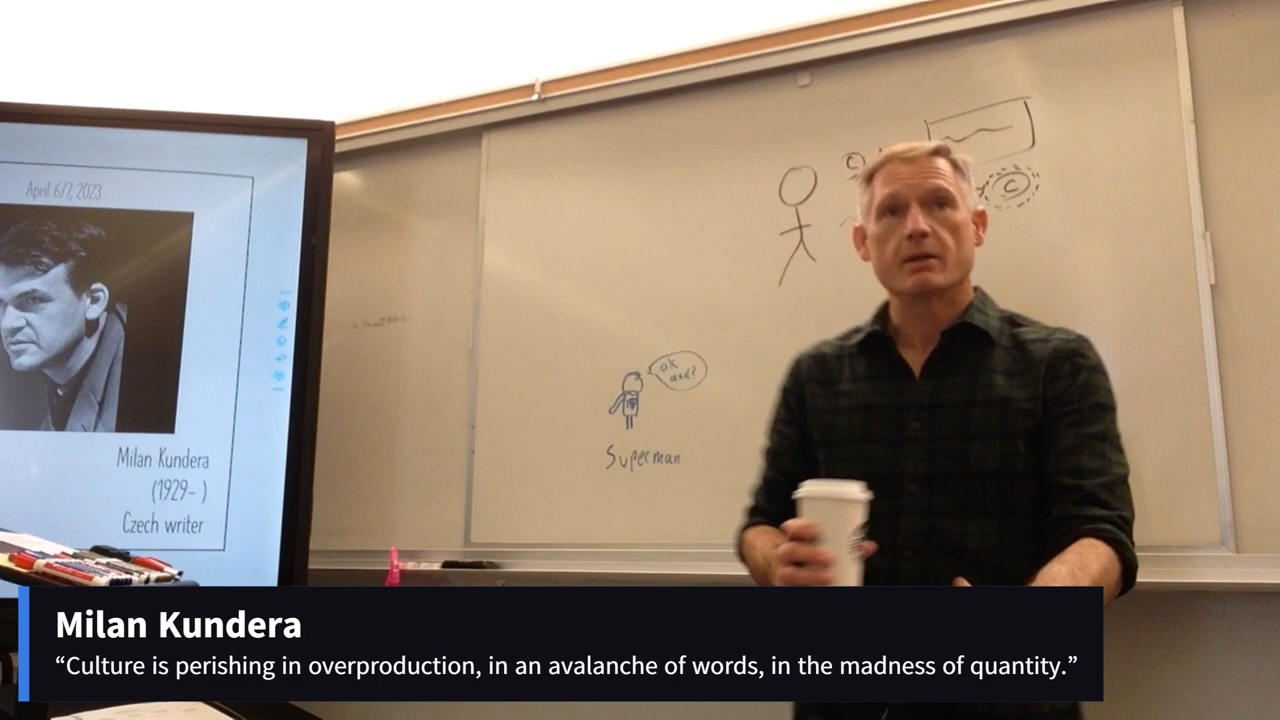 April 6/7, 2023
Milan Kundera
(1929- )
Czech writer
OK
and?
Superman
C
Milan Kundera
“Culture is perishing in overproduction, in an avalanche of words, in the madness of quantity.”